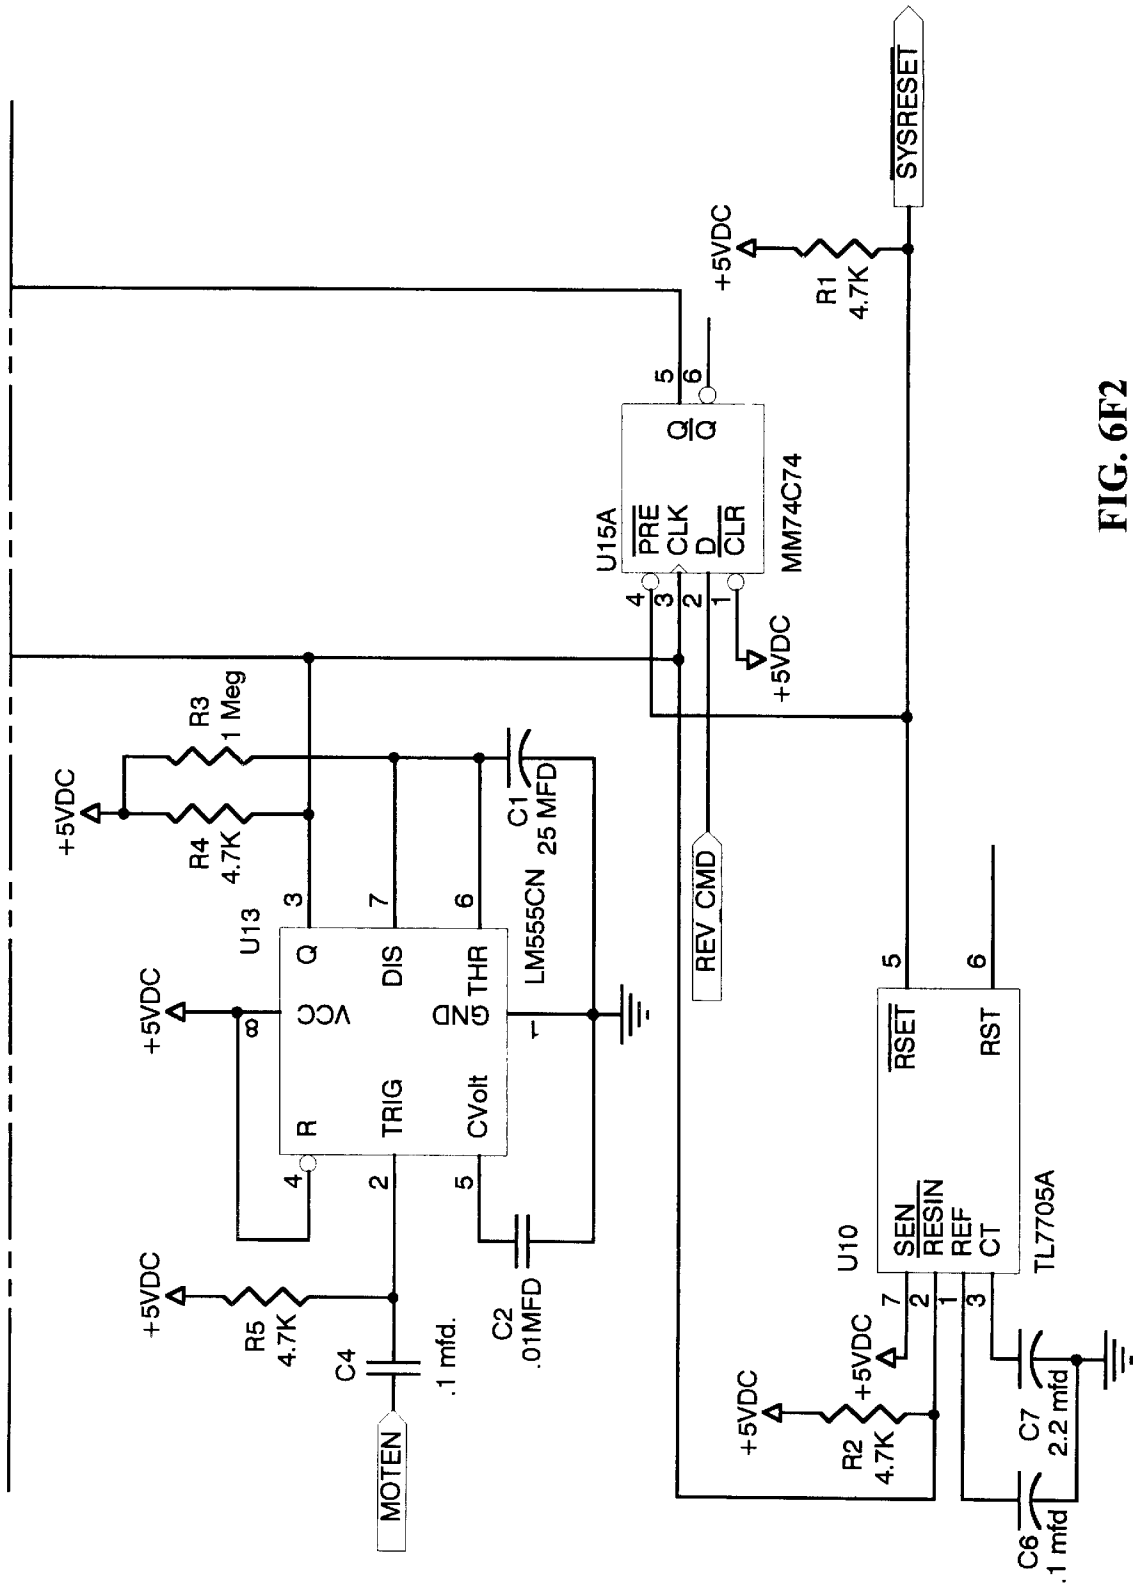 +5VDC
+5VDC
+5VDC
R5
4.7K
MOTEN
C4
.1 mfd.
C2
.01MFD
4
2
5
R
TRIG
CVolt
8
VCC
GND
1
U13
Q
DIS
THR
LM555CN
3
7
6
R4
4.7K
R3
1 Meg
C1
25 MFD
REV_CMD
U15A
4
3
2
1
PRE
CLK
D
CLR
Q
Q
5
6
MM74C74
+5VDC
+5VDC
R1
4.7K
SYSRESET
+5VDC
R2
4.7K
+5VDC
U10
7
2
1
3
SEN
RESIN
REF
CT
RSET
RST
5
6
TL7705A
C6
.1 mfd
C7
2.2 mfd
FIG. 6F2